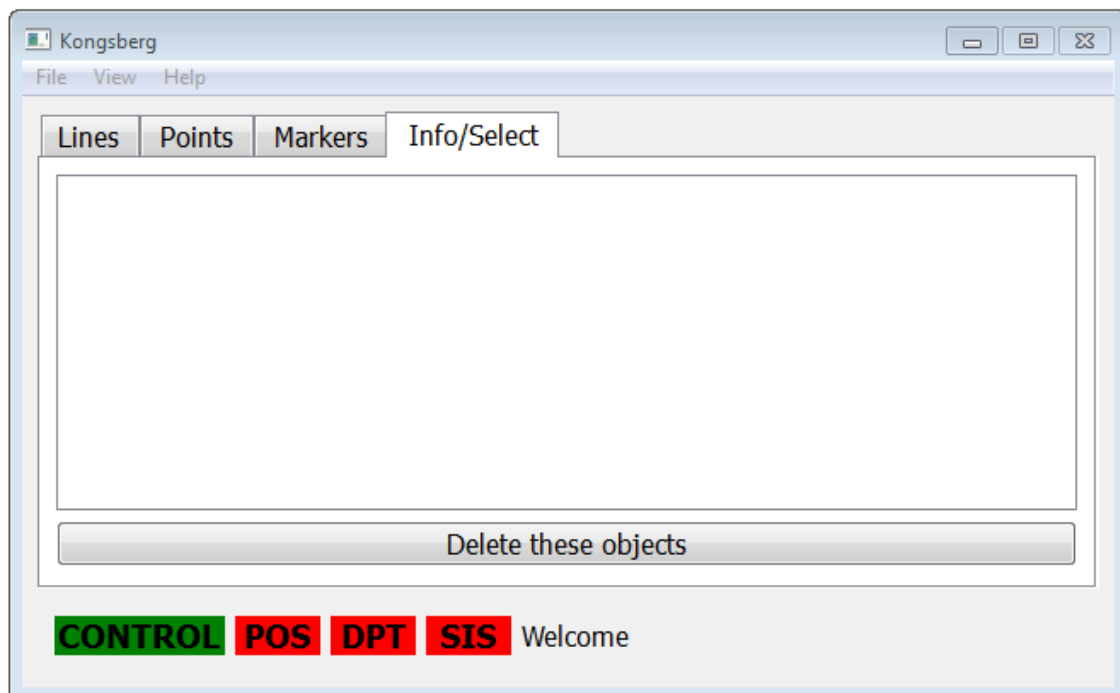 Kongsberg
File View Help
Lines Points Markers Info/Select
Delete these objects
CONTROL POS DPT SIS Welcome